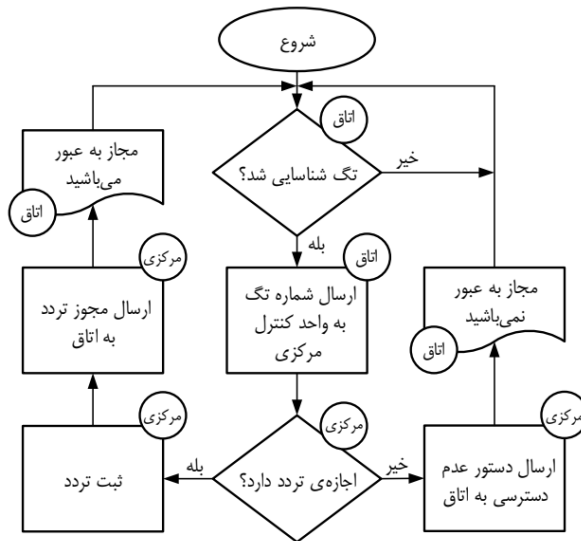 شروع
اتاق
تگ شناسایی شد؟
خیر
بله
مجاز به عبور
می‌باشید
اتاق
اتاق
ارسال شماره تگ
به واحد کنترل
مرکزی
مرکزی
ارسال مجوز تردد
به اتاق
مجاز به عبور
نمی‌باشید
اتاق
مرکزی
اجازه‌ی تردد دارد؟
خیر
بله
مرکزی
ارسال دستور عدم
دسترسی به اتاق
مرکزی
ثبت تردد